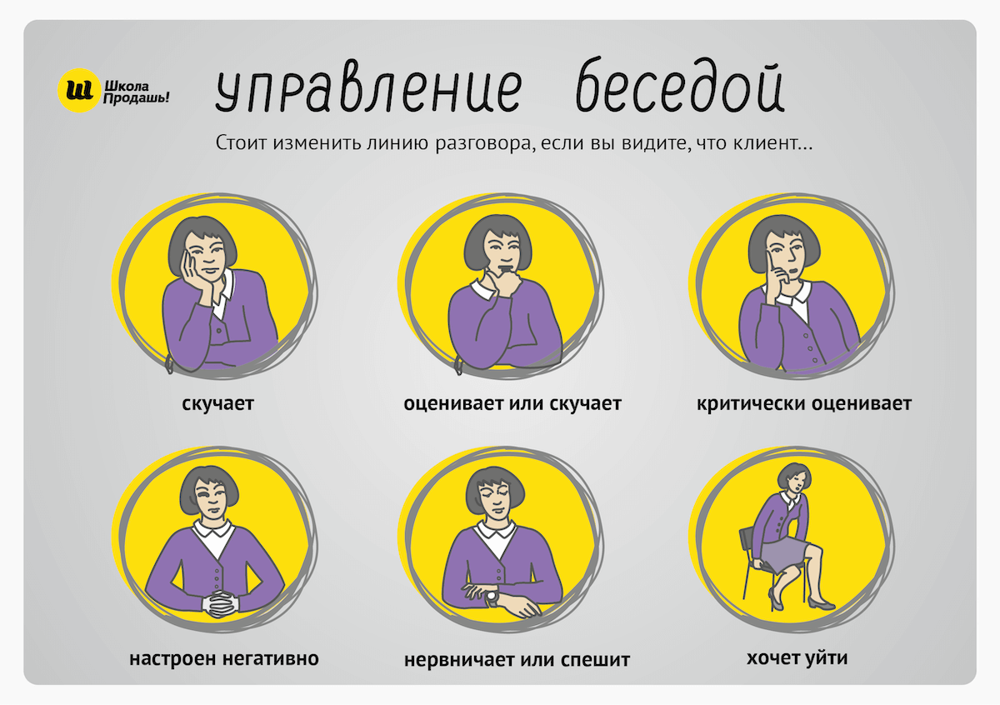 ш
Школа
Продашь!
управление беседой
Стоит изменить линию разговора, если вы видите, что клиент...
скучает
оценивает или скучает
критически оценивает
настроен негативно
нервничает или спешит
хочет уйти